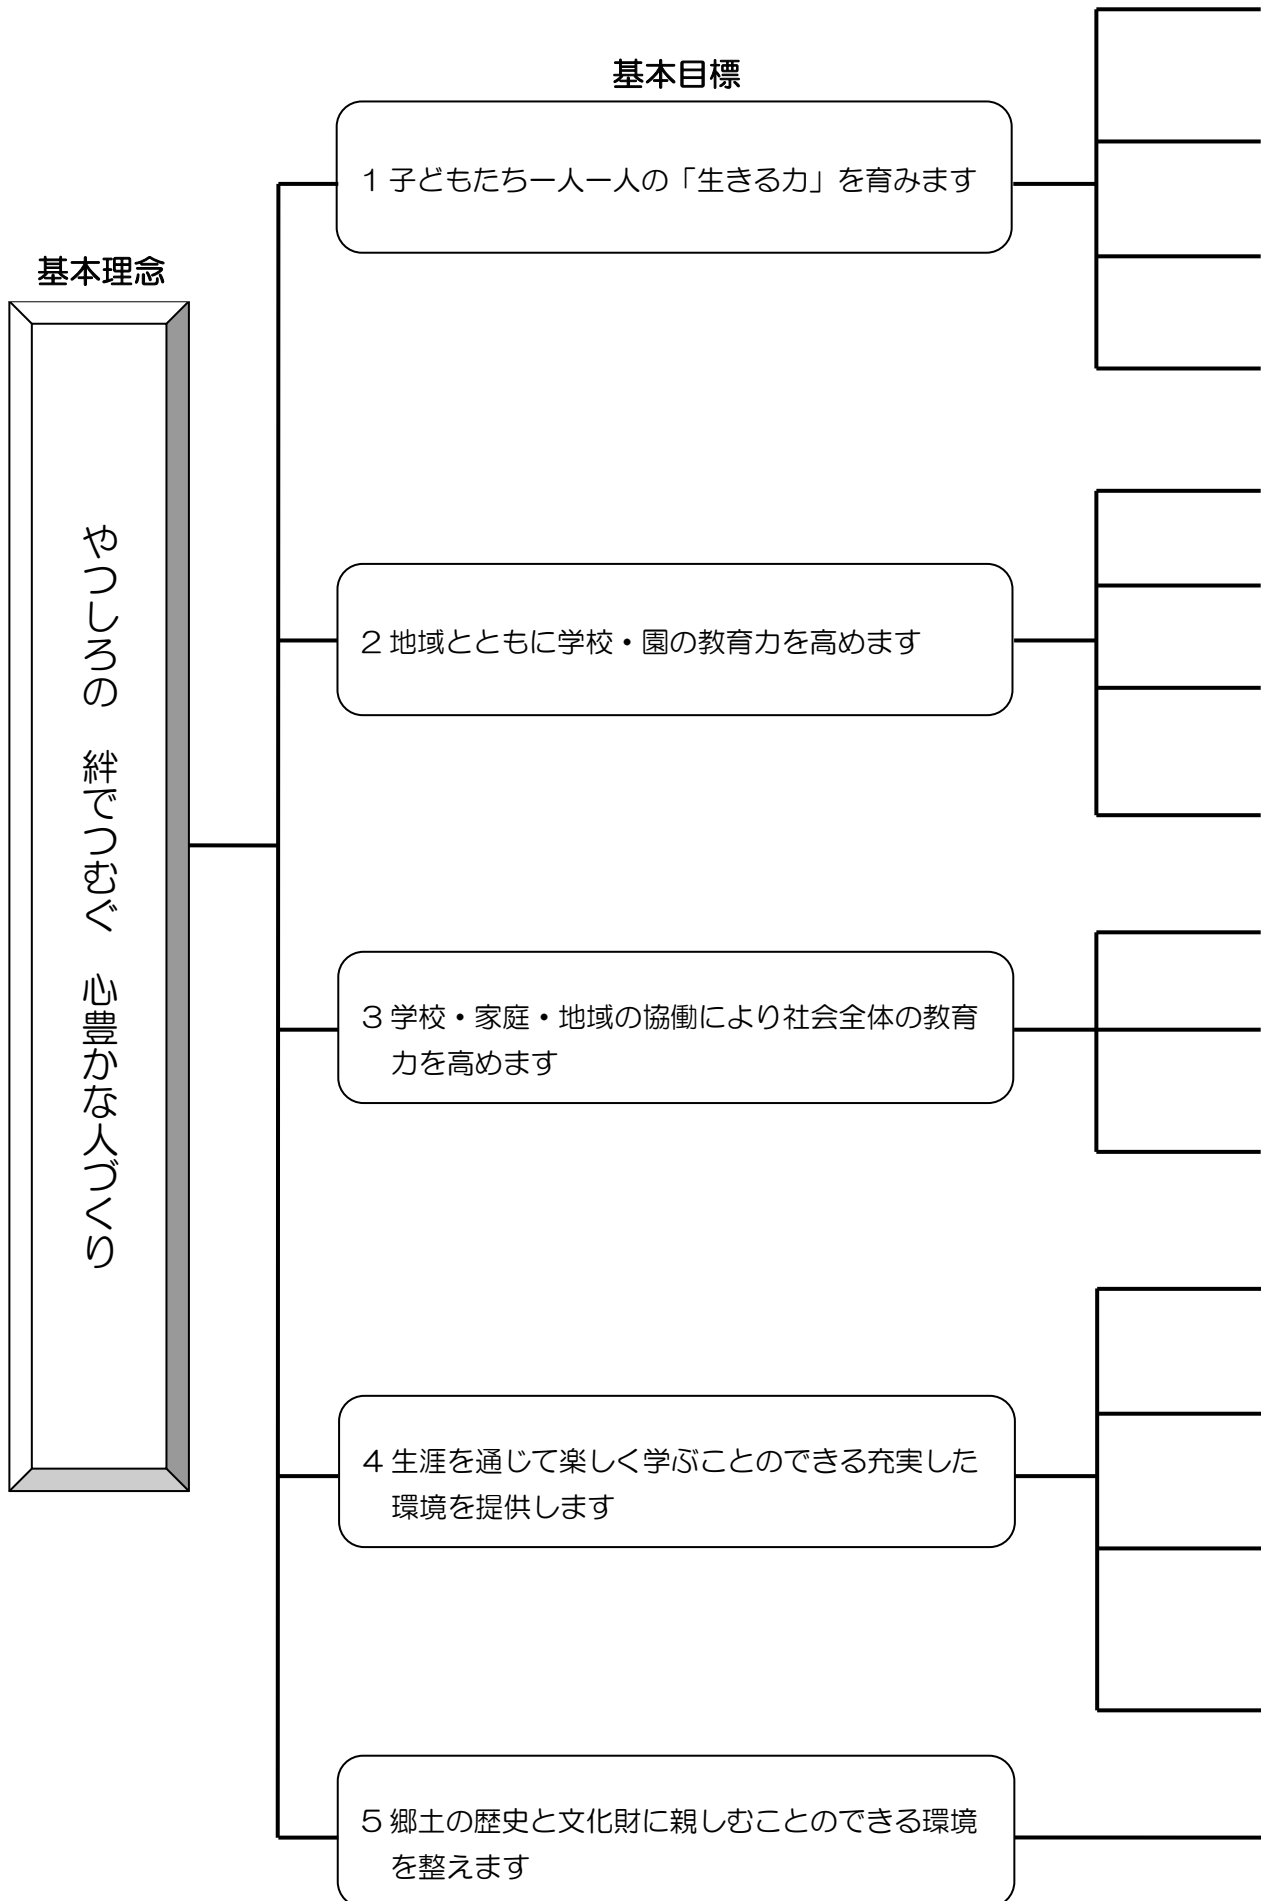 基本目標
1 子どもたち一人一人の「生きる力」を育みます
基本理念
やつしろの 絆でつむぐ 心豊かな人づくり
2 地域とともに学校・園の教育力を高めます
3 学校・家庭・地域の協働により社会全体の教育
力を高めます
4 生涯を通じて楽しく学ぶことのできる充実した
環境を提供します
5 郷土の歴史と文化財に親しむことのできる環境
を整えます